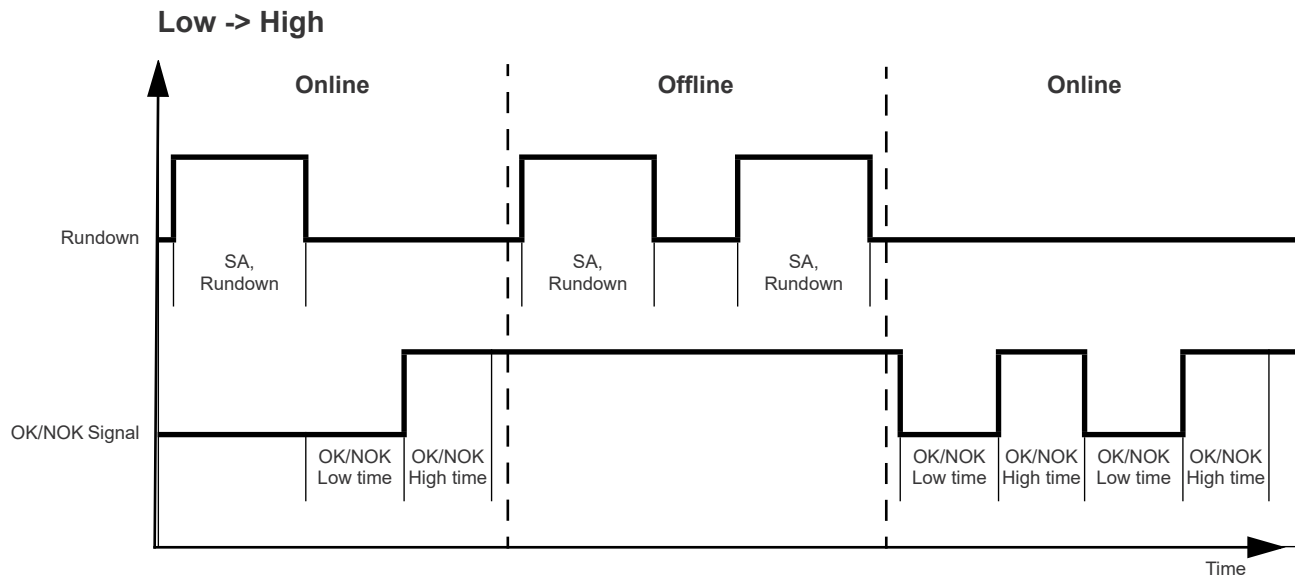 Low -> High
Online
Offline
Online
Rundown
SA,
Rundown
SA,
Rundown
SA,
Rundown
OK/NOK Signal
OK/NOK
Low time
OK/NOK
High time
OK/NOK
Low time
OK/NOK
High time
OK/NOK
Low time
OK/NOK
High time
Time